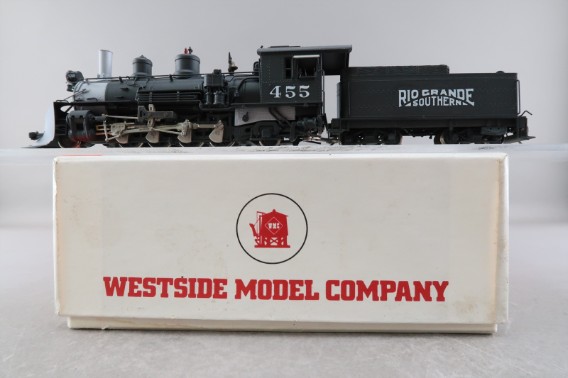 455
RIO GRANDE
SOUTHERN
WESTSIDE MODEL COMPANY